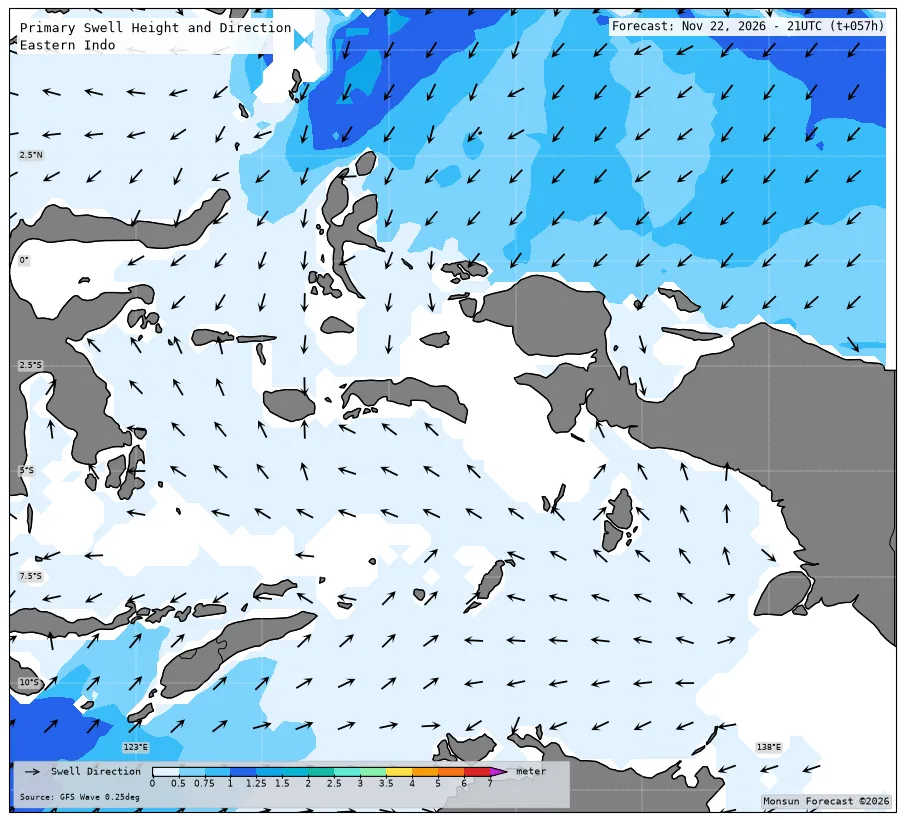 Primary Swell Height and Direction
Eastern Indo
Forecast: Nov 22, 2026 - 21UTC (t+057h)
2.5°N
0°
2.5°S
5°S
7.5°S
10°S
123°E
138°E
Swell Direction
0 0.5 0.75 1 1.25 1.5 2 2.5 3 3.5 4 5 6 7
meter
Source: GFS Wave 0.25deg
Monsun Forecast ©2026